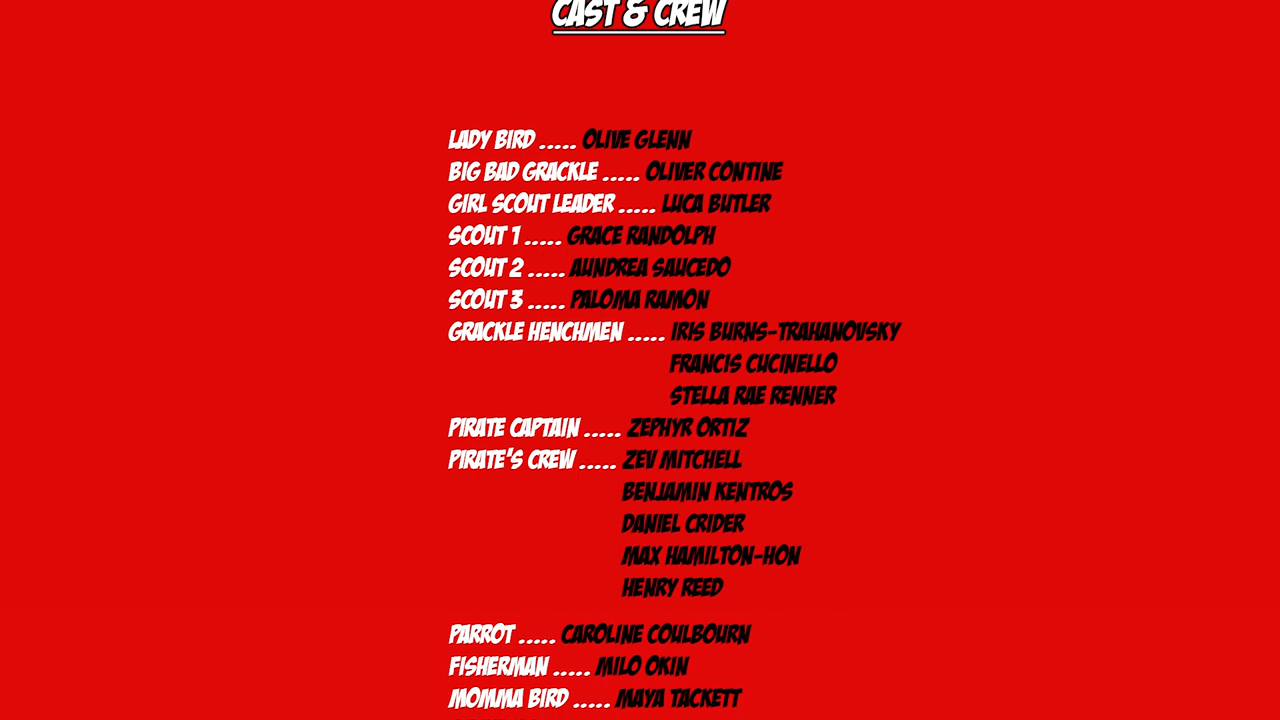 CAST & CREW
LADY BIRD ..... OLIVE GLENN
BIG BAD GRACKLE ..... OLIVER CONTINE
GIRL SCOUT LEADER ..... LUCA BUTLER
SCOUT 1 ..... GRACE RANDOLPH
SCOUT 2 ..... AUNDREA SAUCEDO
SCOUT 3 ..... PALOMA RAMON
GRACKLE HENCHMEN ..... IRIS BURNS-TRAHANOVSKY
FRANCIS CUCINELLO
STELLA RAE RENNER
PIRATE CAPTAIN ..... ZEPHYR ORTIZ
PIRATE'S CREW ..... ZEV MITCHELL
BENJAMIN KENTROS
DANIEL CRIDER
MAX HAMILTON-HON
HENRY REED
PARROT ..... CAROLINE COULBOURN
FISHERMAN ..... MILO OKIN
MOMMA BIRD ..... MAYA TACKETT